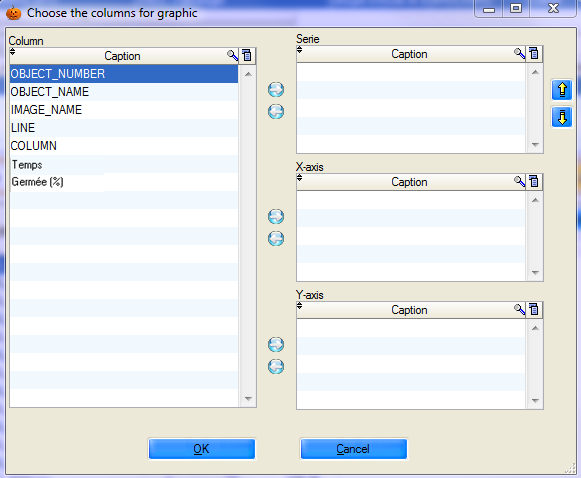 Choose the columns for graphic
Column
Caption
OBJECT_NUMBER
OBJECT_NAME
IMAGE_NAME
LINE
COLUMN
Temps
Germée (%)
Serie
Caption
X-axis
Caption
Y-axis
Caption
OK
Cancel